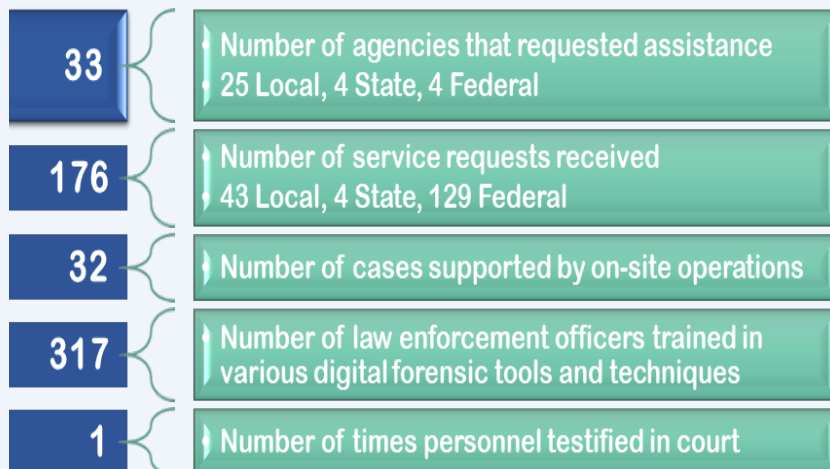 33
• Number of agencies that requested assistance
• 25 Local, 4 State, 4 Federal
176
• Number of service requests received
• 43 Local, 4 State, 129 Federal
32
• Number of cases supported by on-site operations
317
• Number of law enforcement officers trained in
various digital forensic tools and techniques
1
• Number of times personnel testified in court